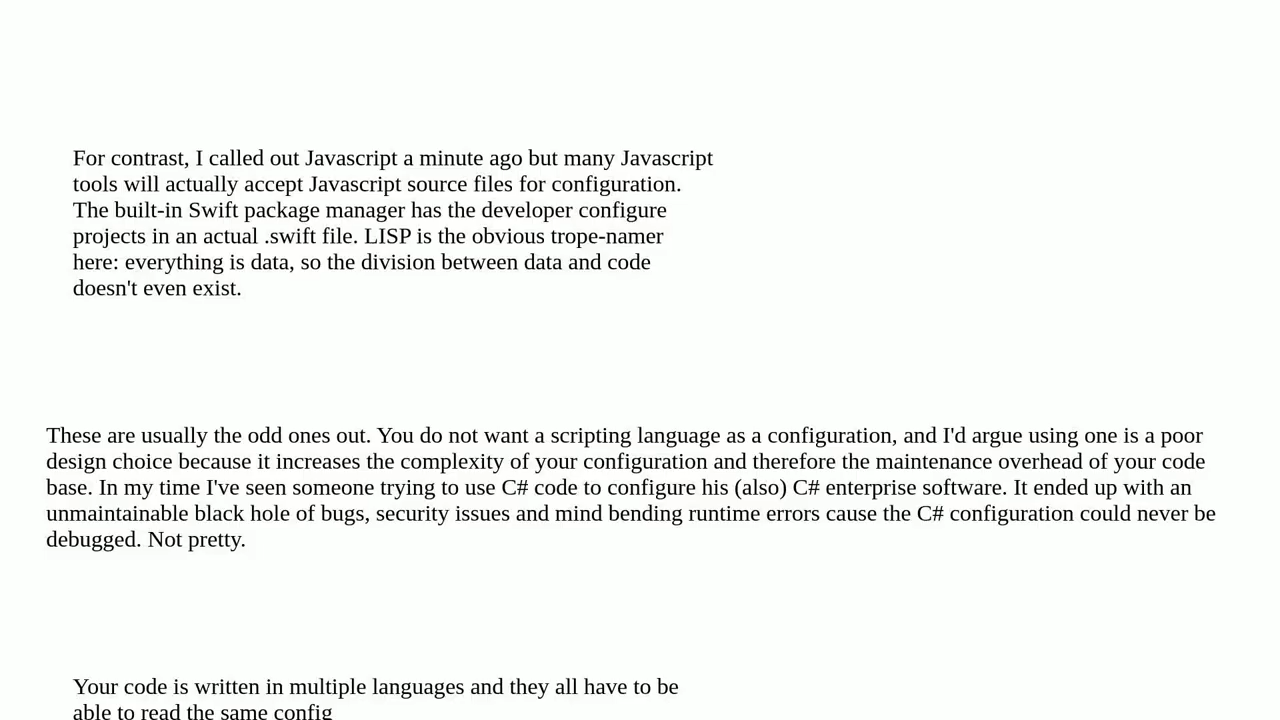 For contrast, I called out Javascript a minute ago but many Javascript
tools will actually accept Javascript source files for configuration.
The built-in Swift package manager has the developer configure
projects in an actual .swift file. LISP is the obvious trope-namer
here: everything is data, so the division between data and code
doesn't even exist.
These are usually the odd ones out. You do not want a scripting language as a configuration, and I'd argue using one is a poor
design choice because it increases the complexity of your configuration and therefore the maintenance overhead of your code
base. In my time I've seen someone trying to use C# code to configure his (also) C# enterprise software. It ended up with an
unmaintainable black hole of bugs, security issues and mind bending runtime errors cause the C# configuration could never be
debugged. Not pretty.
Your code is written in multiple languages and they all have to be
able to read the same config